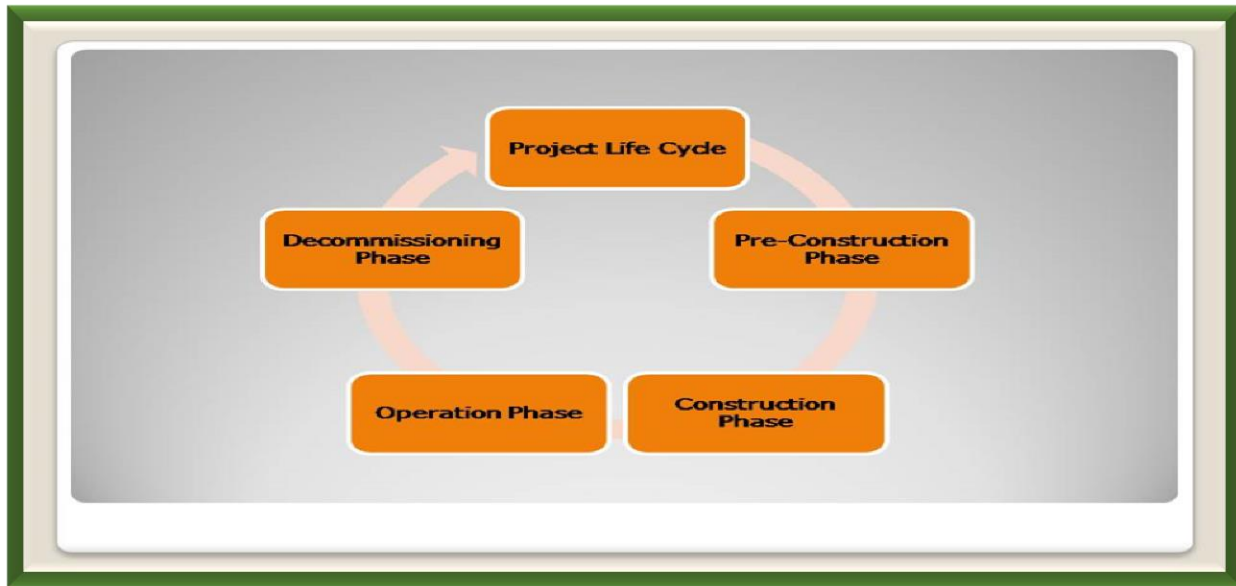 Project Life Cycle
Pre-Construction
Phase
Construction
Phase
Operation Phase
Decommissioning
Phase